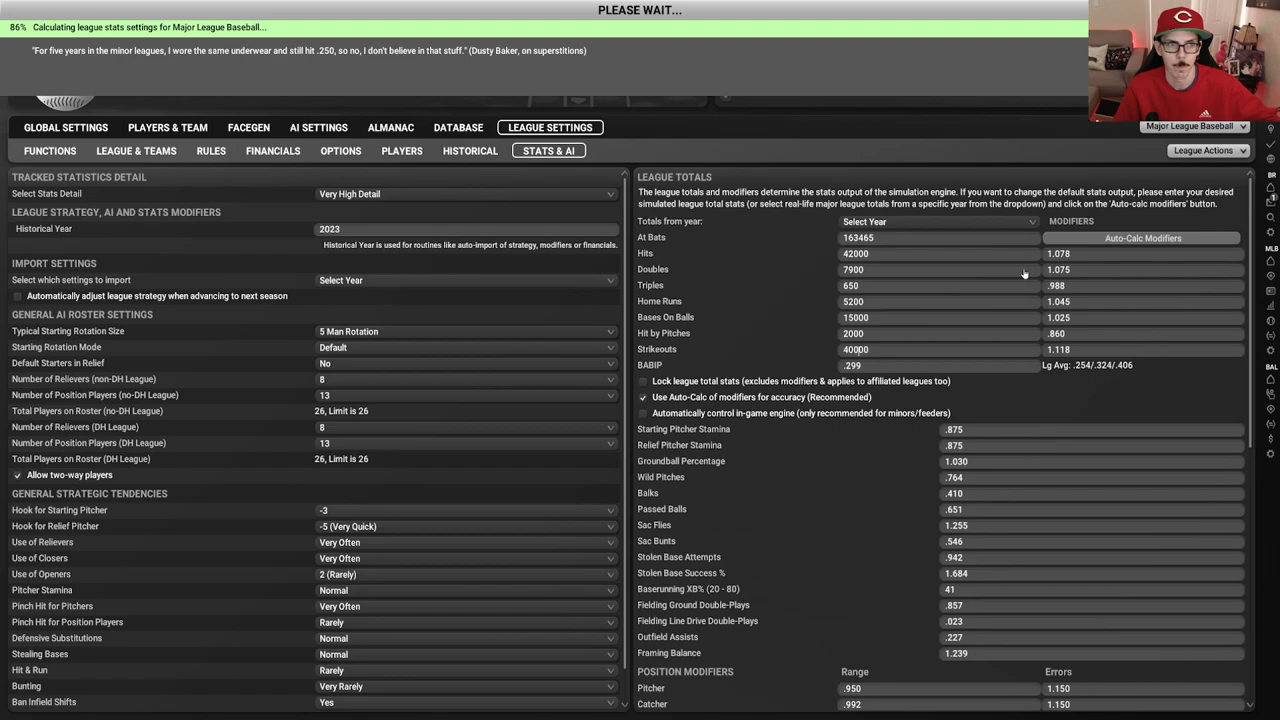 PLEASE WAIT...
86% Calculating league stats settings for Major League Baseball...
"For five years in the minor leagues, I wore the same underwear and still hit .250, so no, I don't believe in that stuff." (Dusty Baker, on superstitions)
GLOBAL SETTINGS PLAYERS & TEAM FACEGEN AI SETTINGS ALMANAC DATABASE LEAGUE SETTINGS Major League Baseball
FUNCTIONS LEAGUE & TEAMS RULES FINANCIALS OPTIONS PLAYERS HISTORICAL STATS & AI League Actions
TRACKED STATISTICS DETAIL
Select Stats Detail Very High Detail
LEAGUE STRATEGY, AI AND STATS MODIFIERS
Historical Year 2023
Historical Year is used for routines like auto-import of strategy, modifiers or financials.
IMPORT SETTINGS
Select which settings to import Select Year
Automatically adjust league strategy when advancing to next season
GENERAL AI ROSTER SETTINGS
Typical Starting Rotation Size 5 Man Rotation
Starting Rotation Mode Default
Default Starters in Relief No
Number of Relievers (non-DH League) 8
Number of Position Players (no-DH League) 13
Total Players on Roster (no-DH League) 26, Limit is 26
Number of Relievers (DH League) 8
Number of Position Players (DH League) 13
Total Players on Roster (DH League) 26, Limit is 26
Allow two-way players
GENERAL STRATEGIC TENDENCIES
Hook for Starting Pitcher -3
Hook for Relief Pitcher -5 (Very Quick)
Use of Relievers Very Often
Use of Closers Very Often
Use of Openers 2 (Rarely)
Pitcher Stamina Normal
Pinch Hit for Pitchers Very Often
Pinch Hit for Position Players Rarely
Defensive Substitutions Normal
Stealing Bases Normal
Hit & Run Rarely
Bunting Very Rarely
Ban Infield Shifts Yes
LEAGUE TOTALS
The league totals and modifiers determine the stats output of the simulation engine. If you want to change the default stats output, please enter your desired
simulated league total stats (or select real-life major league totals from a specific year from the dropdown) and click on the 'Auto-calc modifiers' button.
Totals from year: Select Year MODIFIERS
At Bats 163465 Auto-Calc Modifiers
Hits 42000 1.078
Doubles 7900 1.075
Triples 650 .988
Home Runs 5200 1.045
Bases On Balls 15000 1.025
Hit by Pitches 2000 .860
Strikeouts 40000 1.118
BABIP .299 Lg Avg: .254/.324/.406
Lock league total stats (excludes modifiers & applies to affiliated leagues too)
Use Auto-Calc of modifiers for accuracy (Recommended)
Automatically control in-game engine (only recommended for minors/feeders)
Starting Pitcher Stamina .875
Relief Pitcher Stamina .875
Groundball Percentage 1.030
Wild Pitches .764
Balks .410
Passed Balls .651
Sac Flies 1.255
Sac Bunts .546
Stolen Base Attempts .942
Stolen Base Success % 1.684
Baserunning XB% (20 - 80) 41
Fielding Ground Double-Plays .857
Fielding Line Drive Double-Plays .023
Outfield Assists .227
Framing Balance 1.239
POSITION MODIFIERS Range Errors
Pitcher .950 1.150
Catcher .992 1.150
BR
MLB
BAL